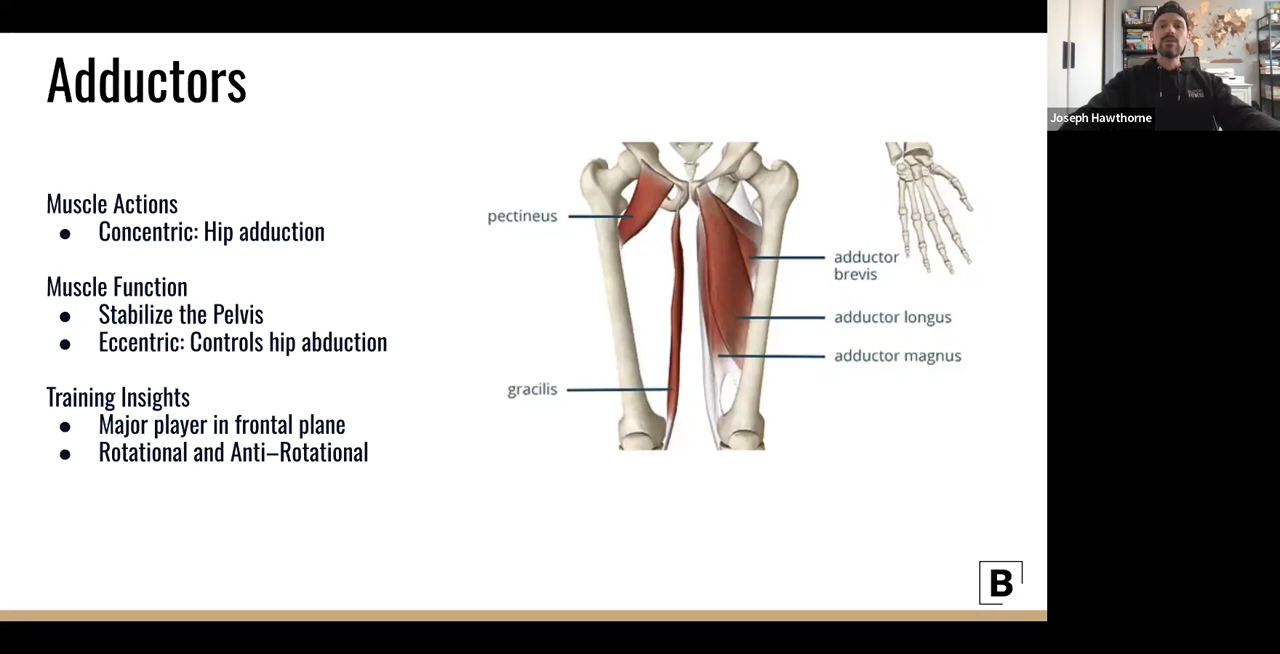 Adductors
Muscle Actions
● Concentric: Hip adduction
Muscle Function
● Stabilize the Pelvis
● Eccentric: Controls hip abduction
Training Insights
● Major player in frontal plane
● Rotational and Anti–Rotational
pectineus
gracilis
adductor
brevis
adductor longus
adductor magnus
B
Joseph Hawthorne